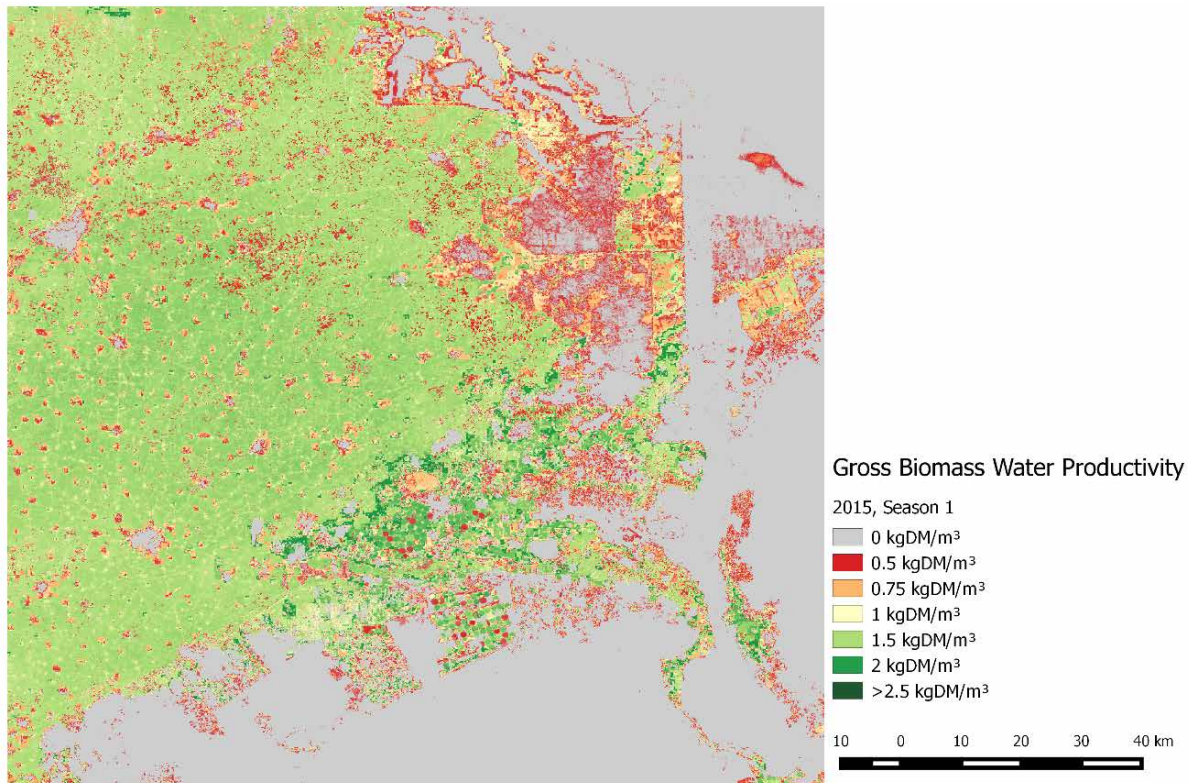 Gross Biomass Water Productivity
2015, Season 1
0 kgDM/m³
0.5 kgDM/m³
0.75 kgDM/m³
1 kgDM/m³
1.5 kgDM/m³
2 kgDM/m³
>2.5 kgDM/m³
10 0 10 20 30 40 km